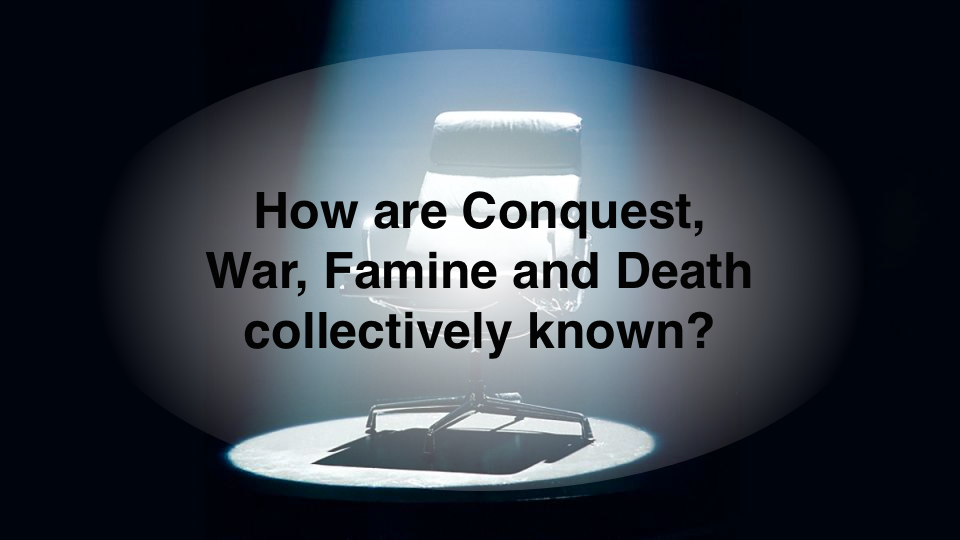 How are Conquest,
War, Famine and Death
collectively known?